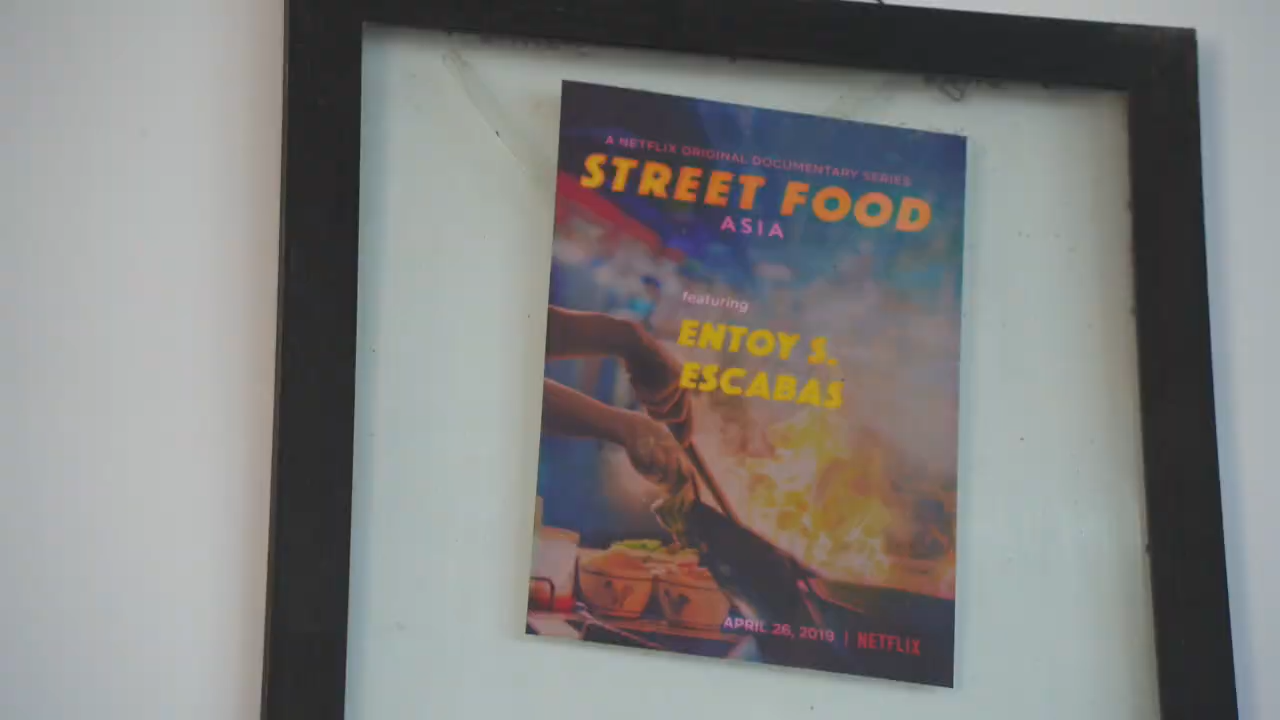 A NETFLIX ORIGINAL DOCUMENTARY SERIES
STREET FOOD
ASIA
featuring
ENTOY S.
ESCABAS
APRIL 26, 2019 | NETFLIX